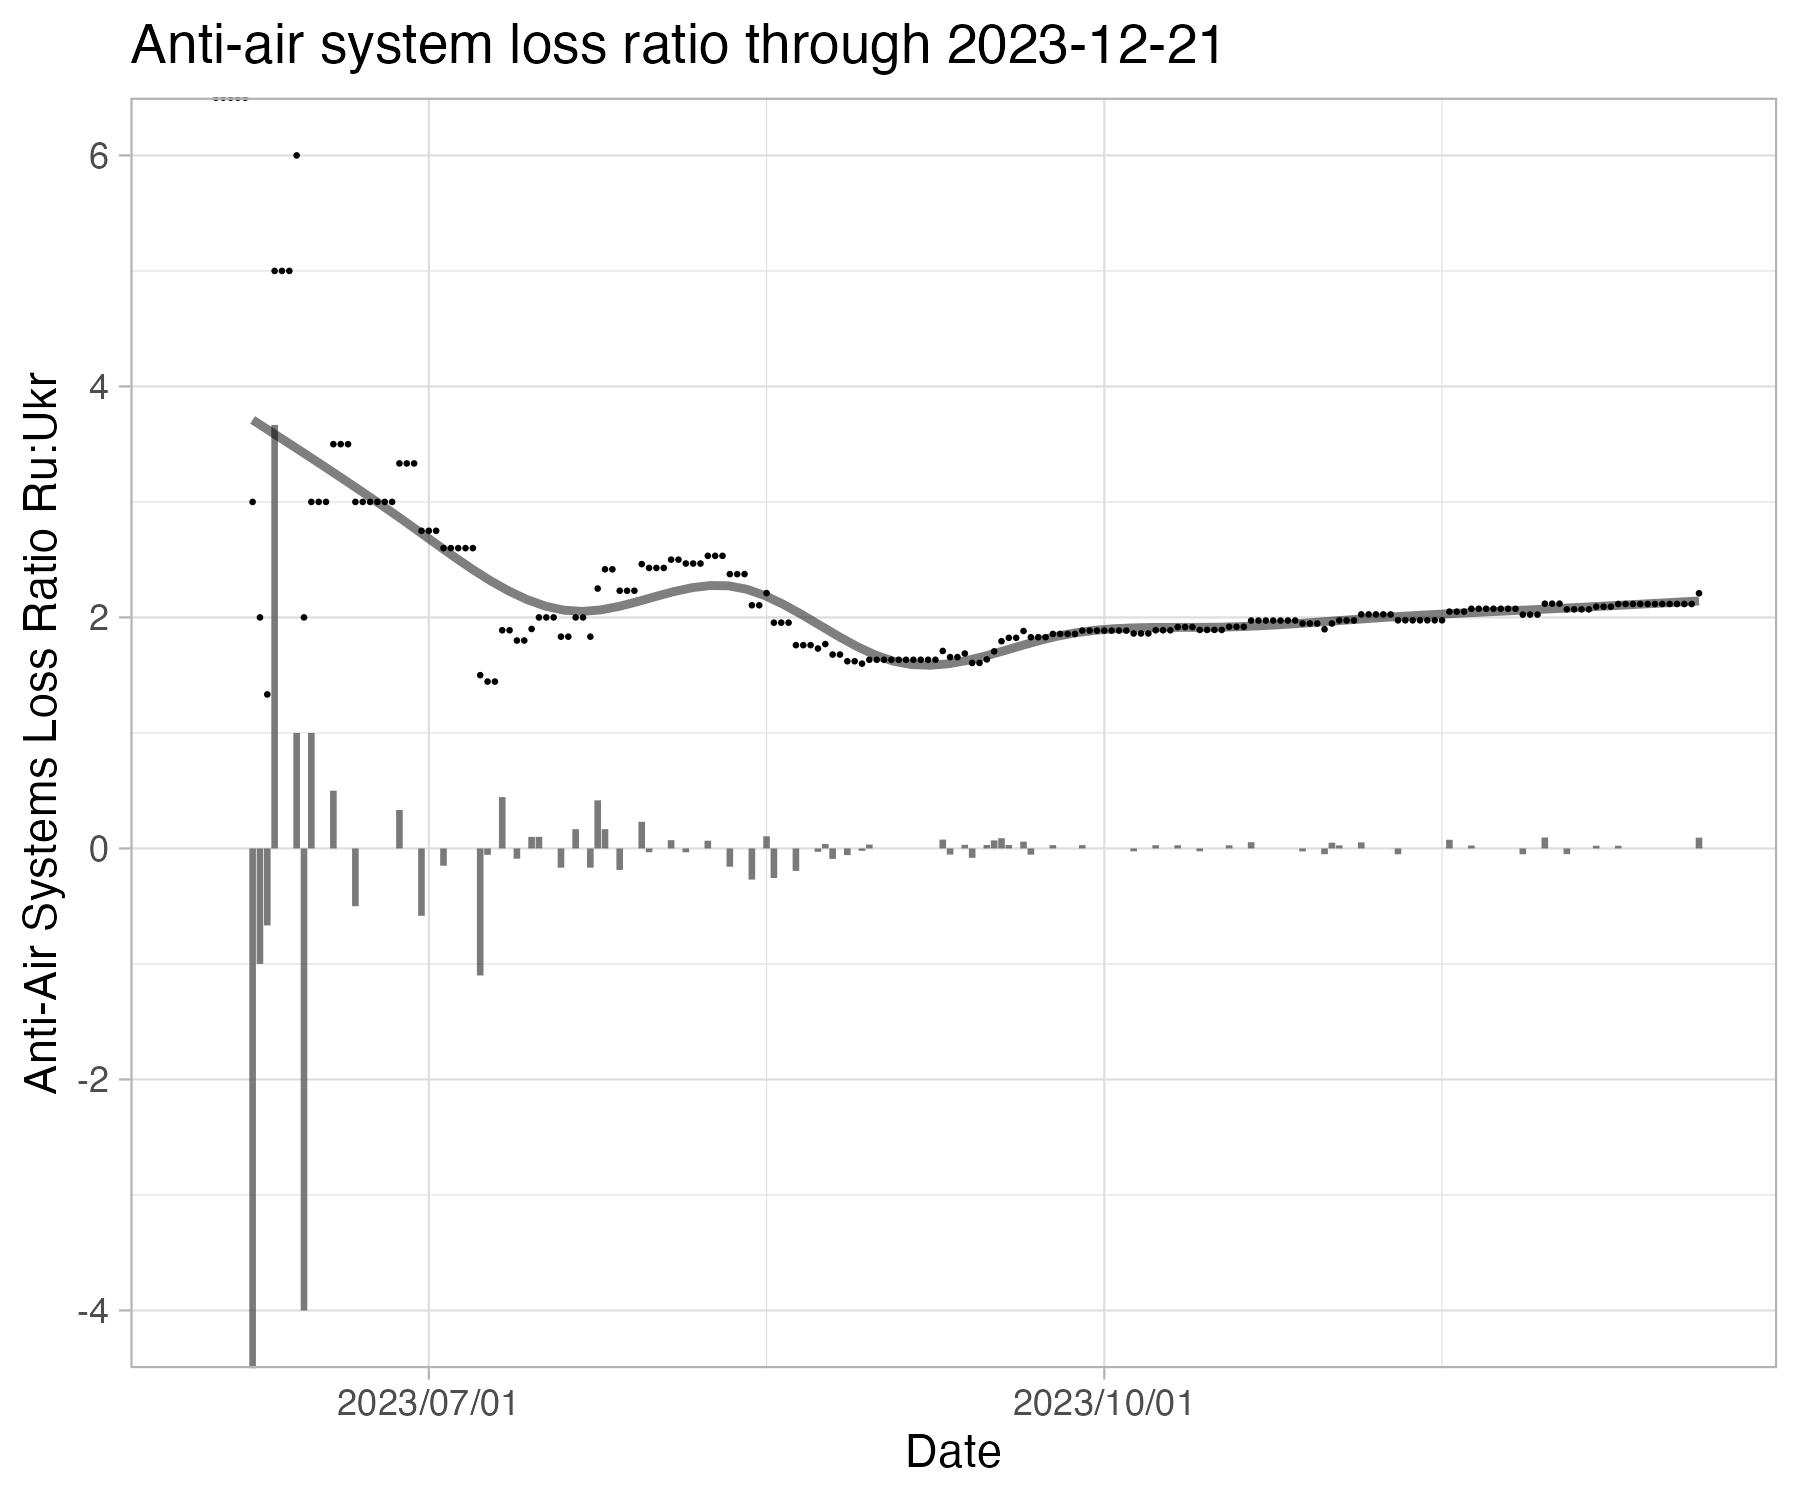 Anti-air system loss ratio through 2023-12-21
Anti-Air Systems Loss Ratio Ru:Ukr
6
4
2
0
-2
-4
2023/07/01
2023/10/01
Date